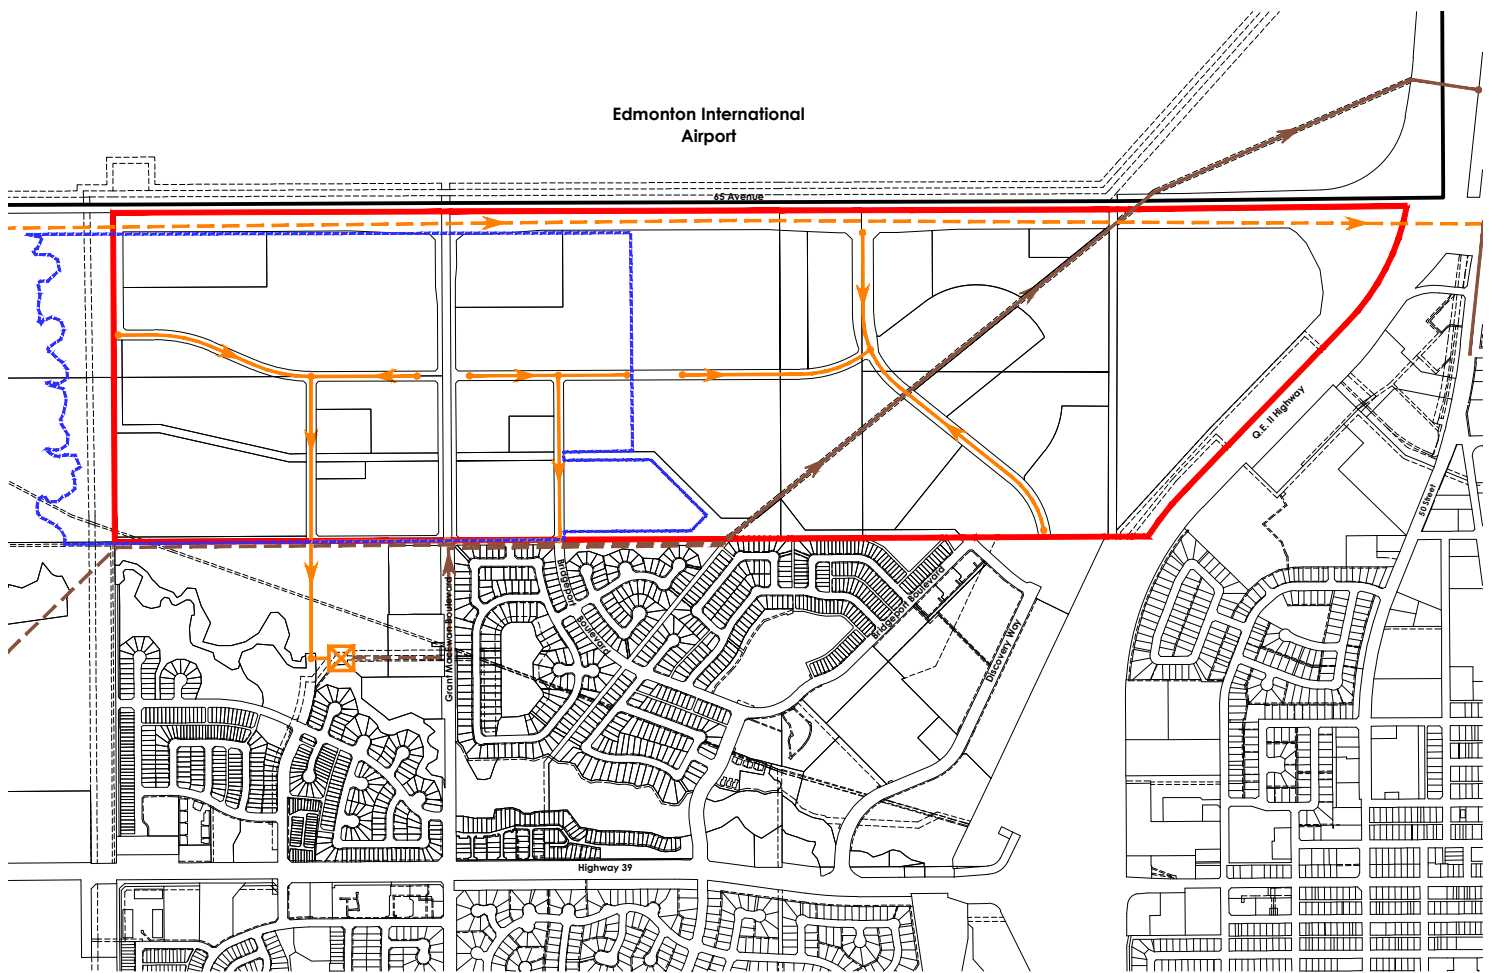 Edmonton International
Airport
65 Avenue
Q.E. II Highway
50 Street
Bridgeport
Boulevard
Grant MacEwan Boulevard
Bridgeport Boulevard
Discovery Way
Highway 39